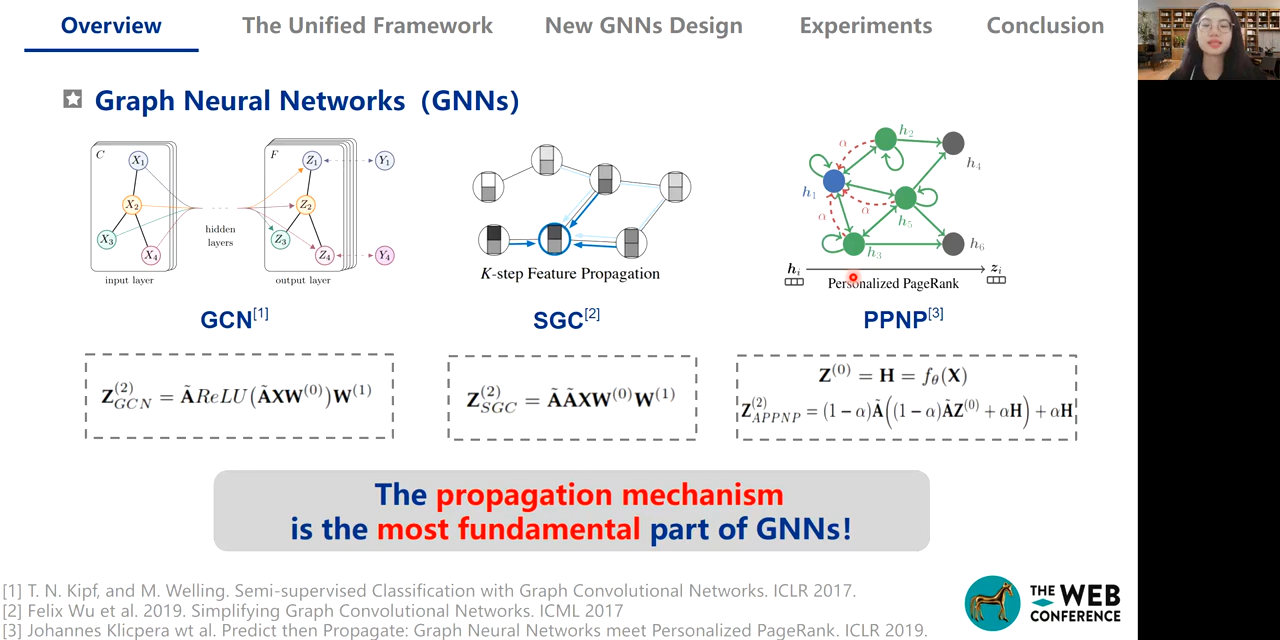 Overview The Unified Framework New GNNs Design Experiments Conclusion
Graph Neural Networks（GNNs）
C X₁ X₂ X₃ X₄
hidden
layers
F Z₁ Z₂ Z₃ Z₄ Y₁ Y₄
input layer output layer
K-step Feature Propagation
h₁ h₂ h₃ h₄ h₅ h₆ α α α
hᵢ zᵢ
Personalized PageRank
GCN[1] SGC[2] PPNP[3]
Z_{GCN}^{(2)} = ÃReLU(ÃXW^{(0)})W^{(1)}
Z_{SGC}^{(2)} = ÃÃXW^{(0)}W^{(1)}
Z^{(0)} = H = f_θ(X)
Z_{APPNP}^{(2)} = (1 − α)Ã((1 − α)ÃZ^{(0)} + αH) + αH
The propagation mechanism
is the most fundamental part of GNNs!
[1] T. N. Kipf, and M. Welling. Semi-supervised Classification with Graph Convolutional Networks. ICLR 2017.
[2] Felix Wu et al. 2019. Simplifying Graph Convolutional Networks. ICML 2017
[3] Johannes Klicpera wt al. Predict then Propagate: Graph Neural Networks meet Personalized PageRank. ICLR 2019.
THE WEB
CONFERENCE